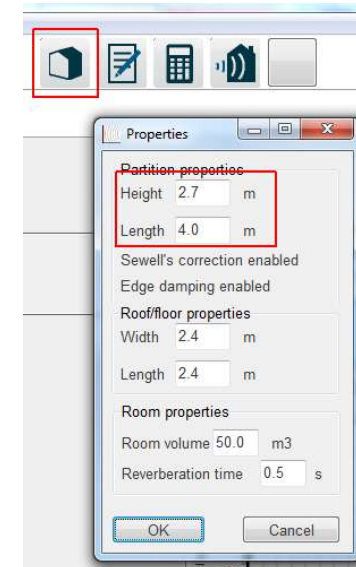 Properties
Partition properties
Height 2.7 m
Length 4.0 m
Sewell's correction enabled
Edge damping enabled
Roof/floor properties
Width 2.4 m
Length 2.4 m
Room properties
Room volume 50.0 m3
Reverberation time 0.5 s
OK Cancel